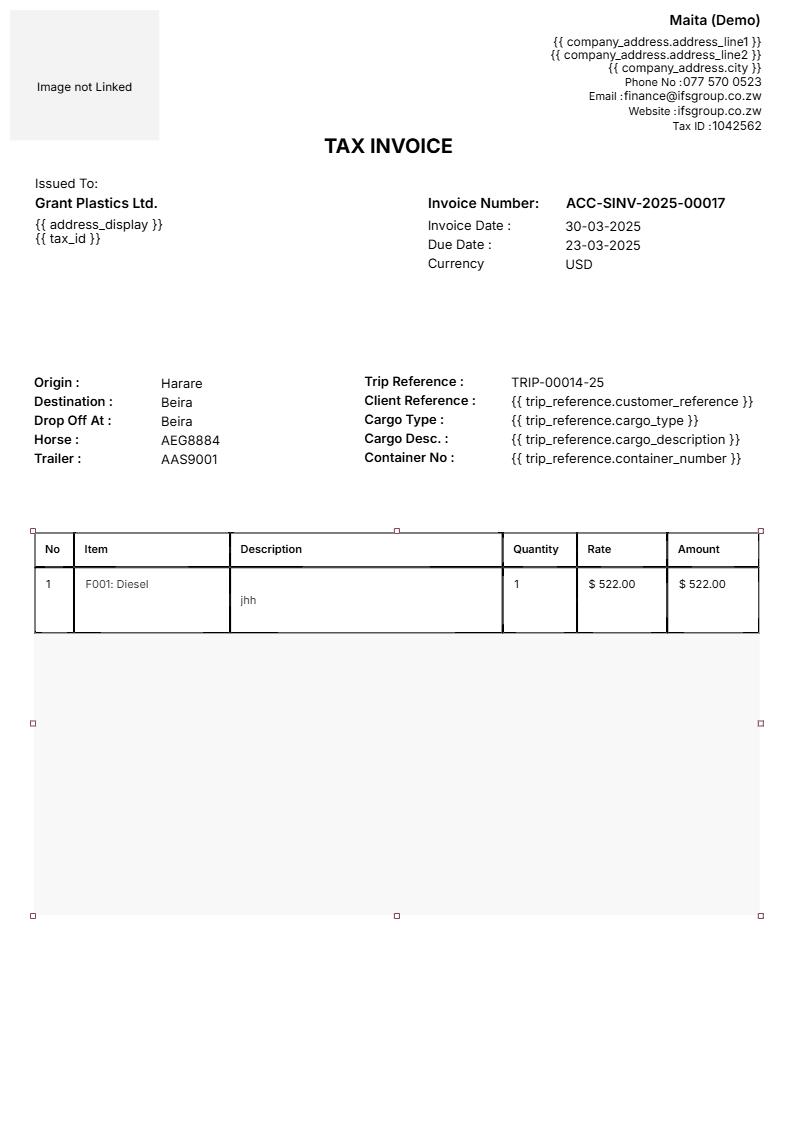 Image not Linked
Maita (Demo)
{{ company_address.address_line1 }}
{{ company_address.address_line2 }}
{{ company_address.city }}
Phone No :077 570 0523
Email :finance@ifsgroup.co.zw
Website :ifsgroup.co.zw
Tax ID :1042562
TAX INVOICE
Issued To:
Grant Plastics Ltd.
{{ address_display }}
{{ tax_id }}
Invoice Number: ACC-SINV-2025-00017
Invoice Date : 30-03-2025
Due Date : 23-03-2025
Currency USD
Origin : Harare
Destination : Beira
Drop Off At : Beira
Horse : AEG8884
Trailer : AAS9001
Trip Reference : TRIP-00014-25
Client Reference : {{ trip_reference.customer_reference }}
Cargo Type : {{ trip_reference.cargo_type }}
Cargo Desc. : {{ trip_reference.cargo_description }}
Container No : {{ trip_reference.container_number }}
No Item Description Quantity Rate Amount
1 F001: Diesel jhh 1 $ 522.00 $ 522.00